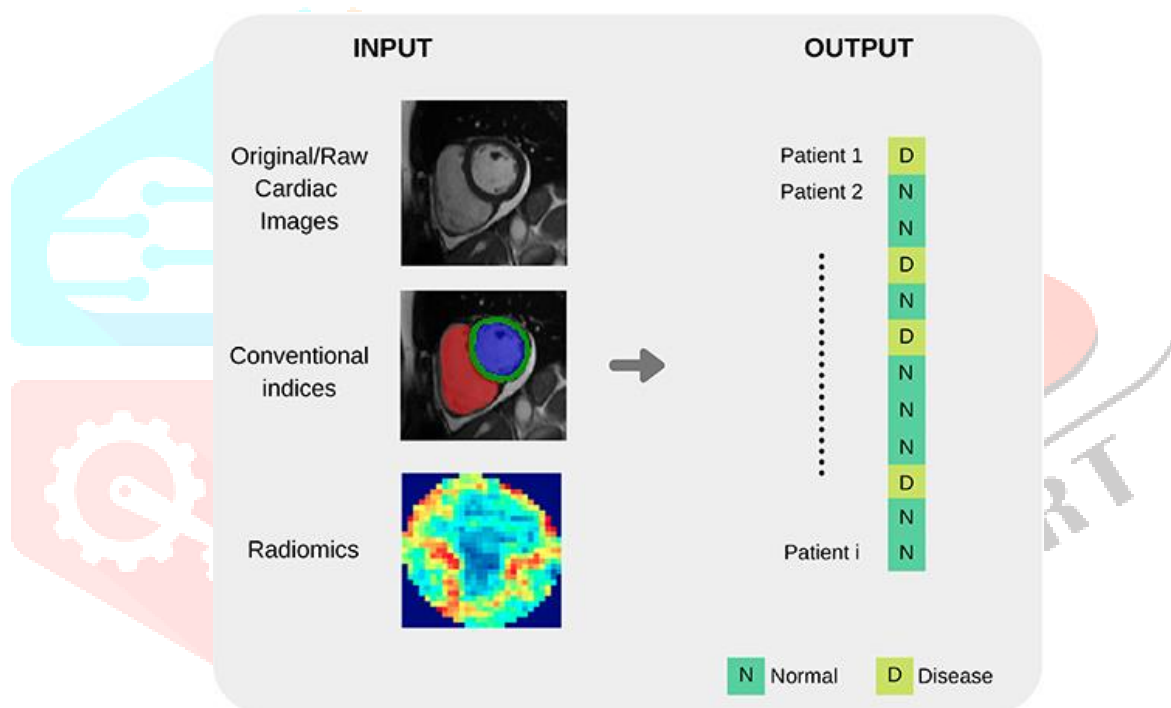 INPUT
Original/Raw
Cardiac
Images
Conventional
indices
Radiomics
OUTPUT
Patient 1
D
Patient 2
N
N
D
N
D
N
N
N
D
N
Patient i
N
N Normal
D Disease